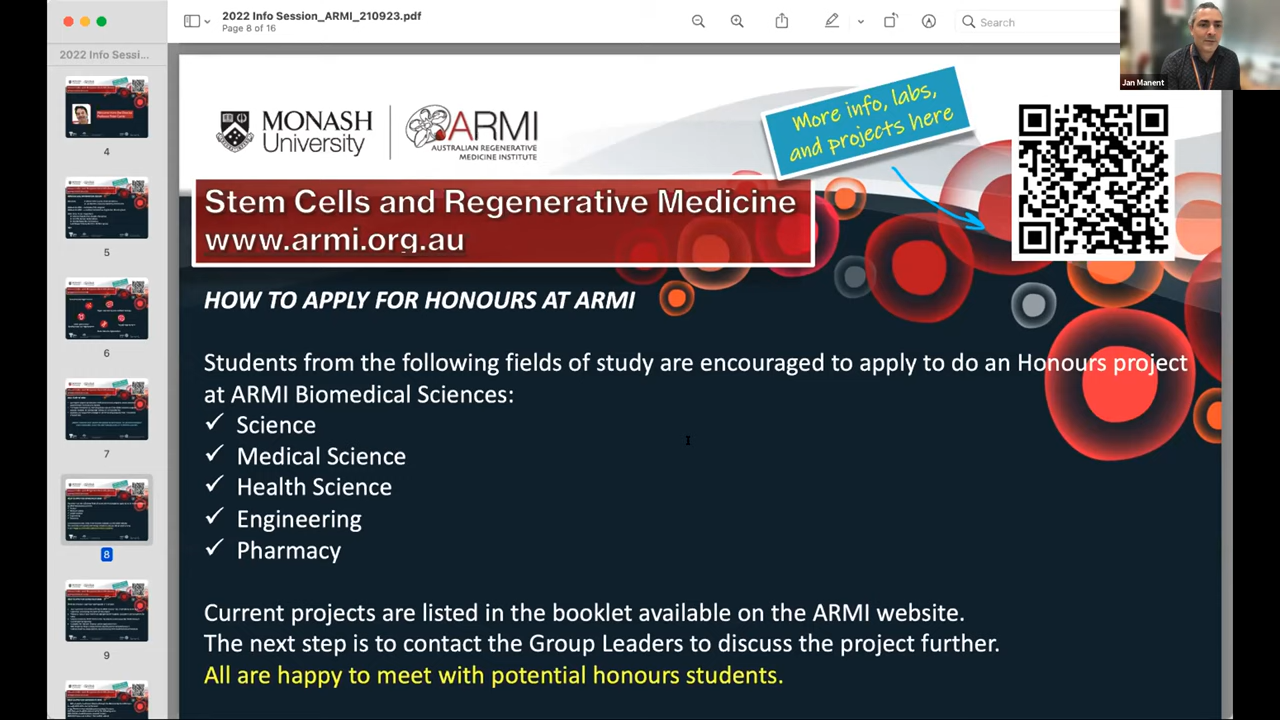 2022 Info Session_ARMI_210923.pdf
Page 8 of 16
Search
2022 Info Sessi...
4
5
6
7
8
9
Jan Manent
MONASH
University
ARMI
AUSTRALIAN REGENERATIVE
MEDICINE INSTITUTE
More info, labs,
and projects here
Stem Cells and Regenerative Medicine
www.armi.org.au
HOW TO APPLY FOR HONOURS AT ARMI
Students from the following fields of study are encouraged to apply to do an Honours project
at ARMI Biomedical Sciences:
✓ Science
✓ Medical Science
✓ Health Science
✓ Engineering
✓ Pharmacy
Current projects are listed in the booklet available on the ARMI website.
The next step is to contact the Group Leaders to discuss the project further.
All are happy to meet with potential honours students.